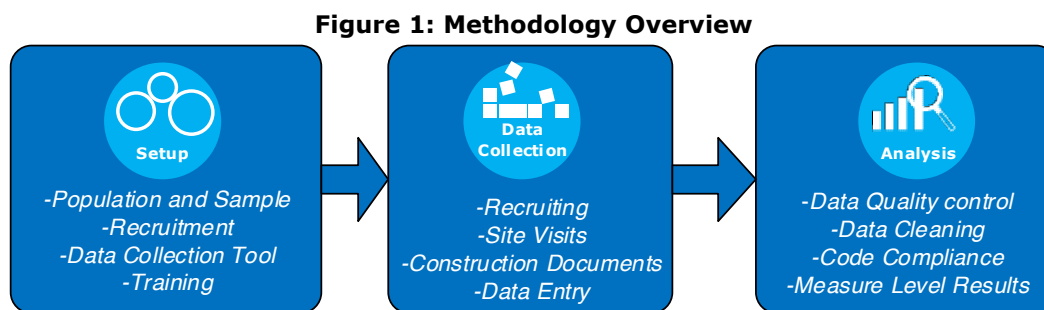 Figure 1: Methodology Overview
Setup
-Population and Sample
-Recruitment
-Data Collection Tool
-Training
Data
Collection
-Recruiting
-Site Visits
-Construction Documents
-Data Entry
Analysis
-Data Quality control
-Data Cleaning
-Code Compliance
-Measure Level Results